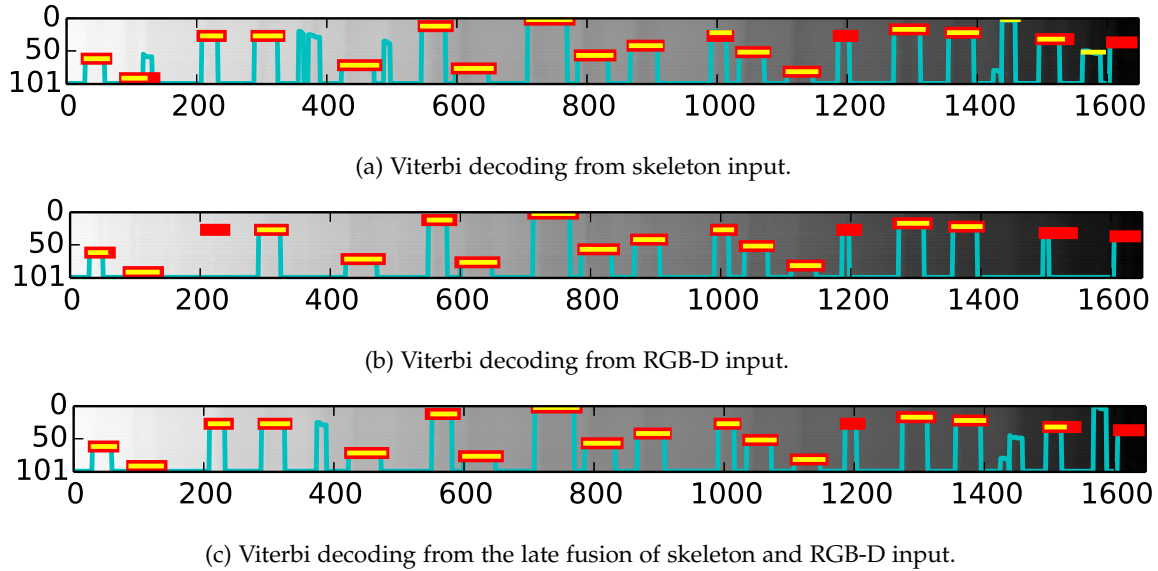 0
50
101
0 200 400 600 800 1000 1200 1400 1600
(a) Viterbi decoding from skeleton input.
0
50
101
0 200 400 600 800 1000 1200 1400 1600
(b) Viterbi decoding from RGB-D input.
0
50
101
0 200 400 600 800 1000 1200 1400 1600
(c) Viterbi decoding from the late fusion of skeleton and RGB-D input.